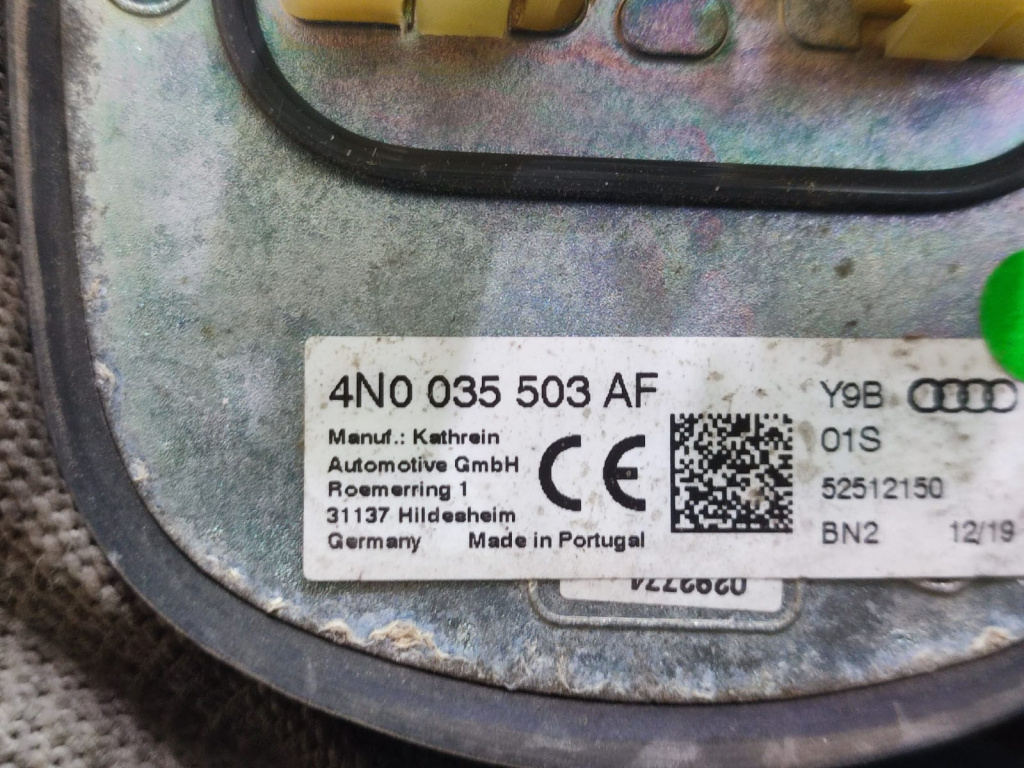 4N0 035 503 AF
Manuf.: Kathrein
Automotive GmbH
Roemerring 1
31137 Hildesheim
Germany Made in Portugal
CE
Y9B
01S
52512150
BN2 12/19